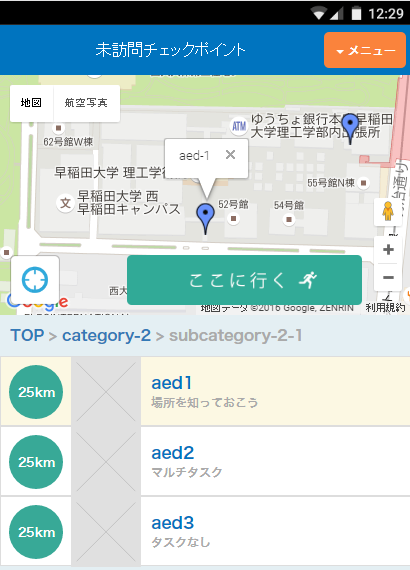 12:29
未訪問チェックポイント
メニュー
地図
航空写真
62号館W棟
ATM
ゆうちょ銀行本
早稲田
大学理工学部内出張所
aed-1 ×
早稲田大学 理工学術
55号館N棟
早稲田大学 西
早稲田キャンパス
文
52号館
54号館
+
−
ここに行く
西大
Google
地図データ ©2016 Google, ZENRIN
利用規約
TOP > category-2 > subcategory-2-1
25km
aed1
場所を知っておこう
25km
aed2
マルチタスク
25km
aed3
タスクなし